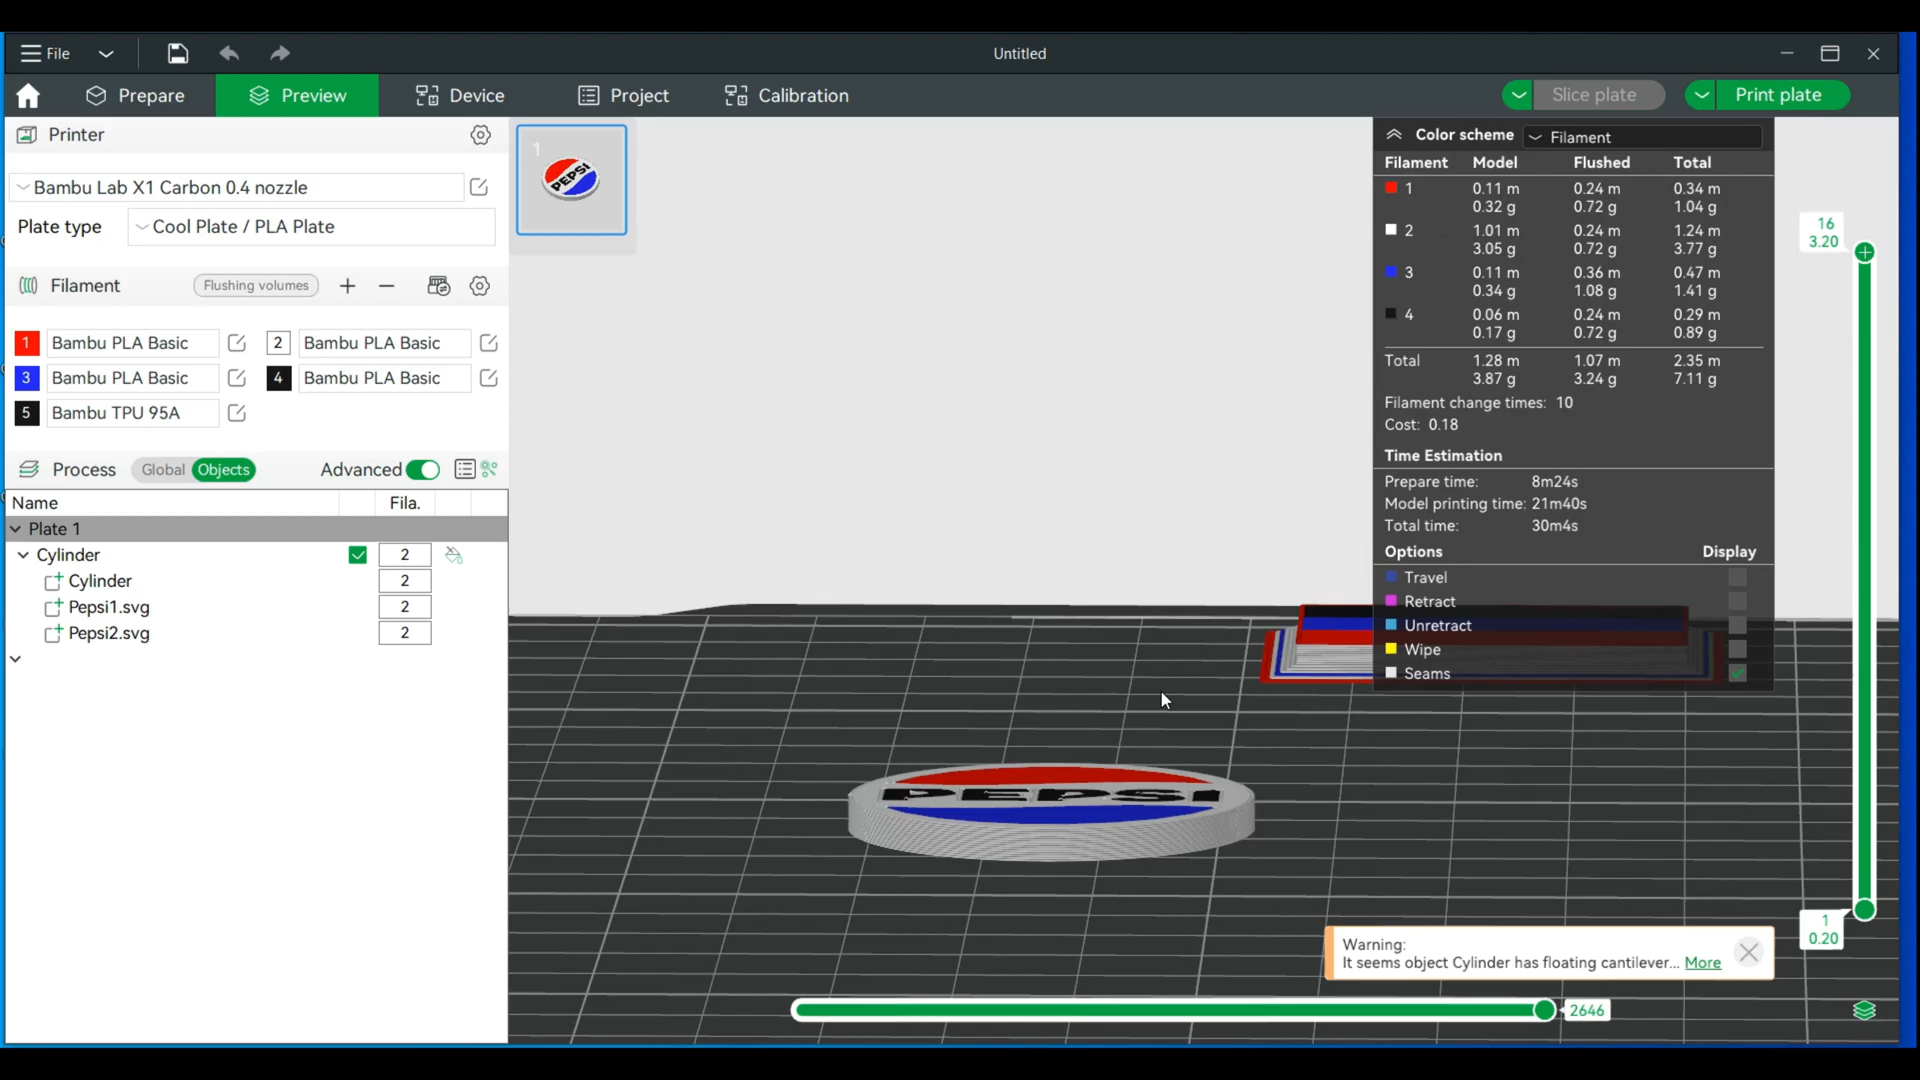 File
Untitled
Prepare
Preview
Device
Project
Calibration
Slice plate
Print plate
Printer
Bambu Lab X1 Carbon 0.4 nozzle
Plate type
Cool Plate / PLA Plate
Filament
Flushing volumes
1 Bambu PLA Basic
2 Bambu PLA Basic
3 Bambu PLA Basic
4 Bambu PLA Basic
5 Bambu TPU 95A
Process
Global
Objects
Advanced
Name Fila.
Plate 1
Cylinder 2
Cylinder 2
Pepsi1.svg 2
Pepsi2.svg 2
1
PEPSI
PEPSI
Color scheme Filament
Filament Model Flushed Total
1 0.11 m 0.24 m 0.34 m
0.32 g 0.72 g 1.04 g
2 1.01 m 0.24 m 1.24 m
3.05 g 0.72 g 3.77 g
3 0.11 m 0.36 m 0.47 m
0.34 g 1.08 g 1.41 g
4 0.06 m 0.24 m 0.29 m
0.17 g 0.72 g 0.89 g
Total 1.28 m 1.07 m 2.35 m
3.87 g 3.24 g 7.11 g
Filament change times: 10
Cost: 0.18
Time Estimation
Prepare time: 8m24s
Model printing time: 21m40s
Total time: 30m4s
Options Display
Travel
Retract
Unretract
Wipe
Seams
16
3.20
1
0.20
Warning:
It seems object Cylinder has floating cantilever... More
2646